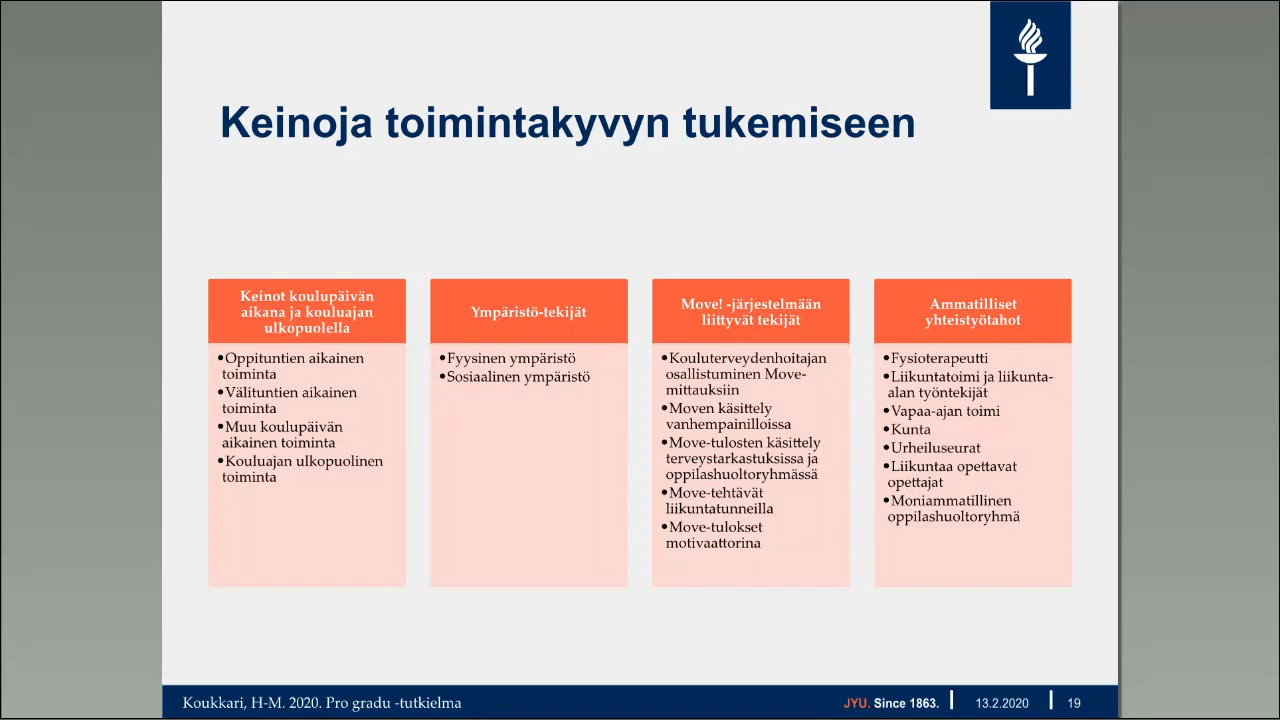 Keinoja toimintakyvyn tukemiseen
Keinot koulupäivän
aikana ja kouluajan
ulkopuolella
•Oppituntien aikainen
toiminta
•Välituntien aikainen
toiminta
•Muu koulupäivän
aikainen toiminta
•Kouluajan ulkopuolinen
toiminta
Ympäristö-tekijät
•Fyysinen ympäristö
•Sosiaalinen ympäristö
Move! -järjestelmään
liittyvät tekijät
•Kouluterveydenhoitajan
osallistuminen Move-
mittauksiin
•Moven käsittely
vanhempainilloissa
•Move-tulosten käsittely
terveystarkastuksissa ja
oppilashuoltoryhmässä
•Move-tehtävät
liikuntatunneilla
•Move-tulokset
motivaattorina
Ammatilliset
yhteistyötahot
•Fysioterapeutti
•Liikuntatoimi ja liikunta-
alan työntekijät
•Vapaa-ajan toimi
•Kunta
•Urheiluseurat
•Liikuntaa opettavat
opettajat
•Moniammatillinen
oppilashuoltoryhmä
Koukkari, H-M. 2020. Pro gradu -tutkielma
JYU. Since 1863.
13.2.2020
19